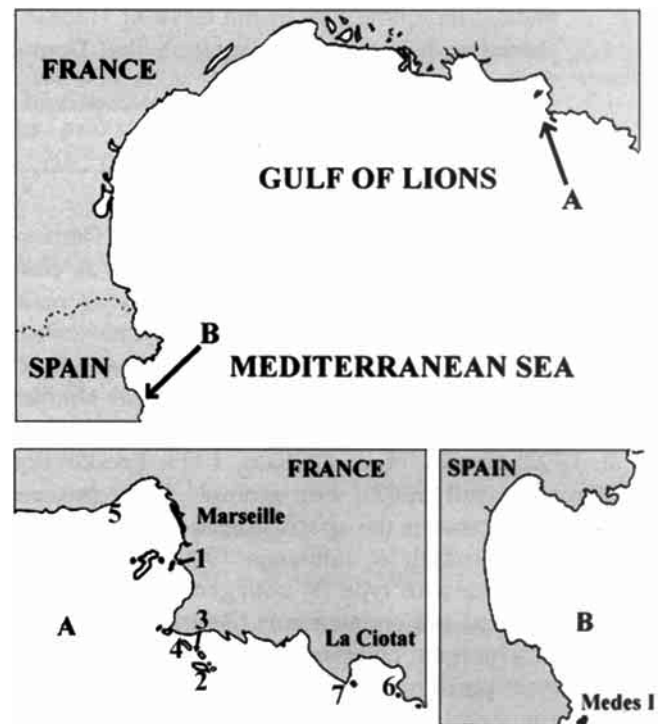 FRANCE
GULF OF LIONS
A
B
SPAIN
MEDITERRANEAN SEA
FRANCE
5
Marseille
1
A
3
4
La Ciotat
2
7
6
SPAIN
B
Medes I